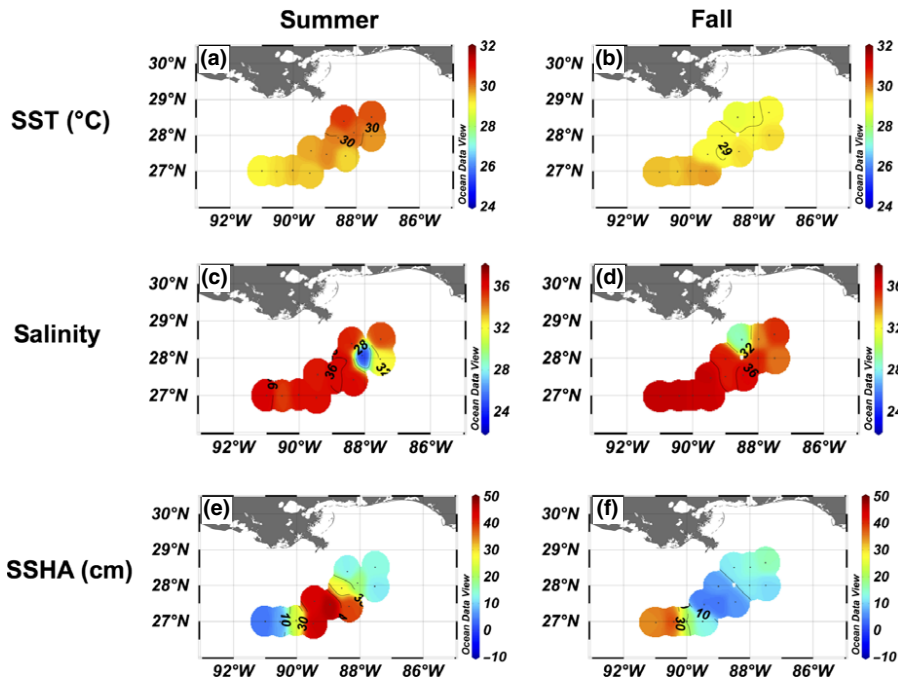 Summer Fall
SST (°C)
(a)
30°N
29°N
28°N
27°N
92°W 90°W 88°W 86°W
30
30
32
30
28
26
24
Ocean Data View
(b)
30°N
29°N
28°N
27°N
92°W 90°W 88°W 86°W
29
32
30
28
26
24
Ocean Data View
Salinity
(c)
30°N
29°N
28°N
27°N
92°W 90°W 88°W 86°W
28
36
32
36
32
28
24
Ocean Data View
(d)
30°N
29°N
28°N
27°N
92°W 90°W 88°W 86°W
32
36
36
32
28
24
Ocean Data View
SSHA (cm)
(e)
30°N
29°N
28°N
27°N
92°W 90°W 88°W 86°W
10
30
50
40
30
20
10
0
−10
Ocean Data View
(f)
30°N
29°N
28°N
27°N
92°W 90°W 88°W 86°W
30
10
50
40
30
20
10
0
−10
Ocean Data View